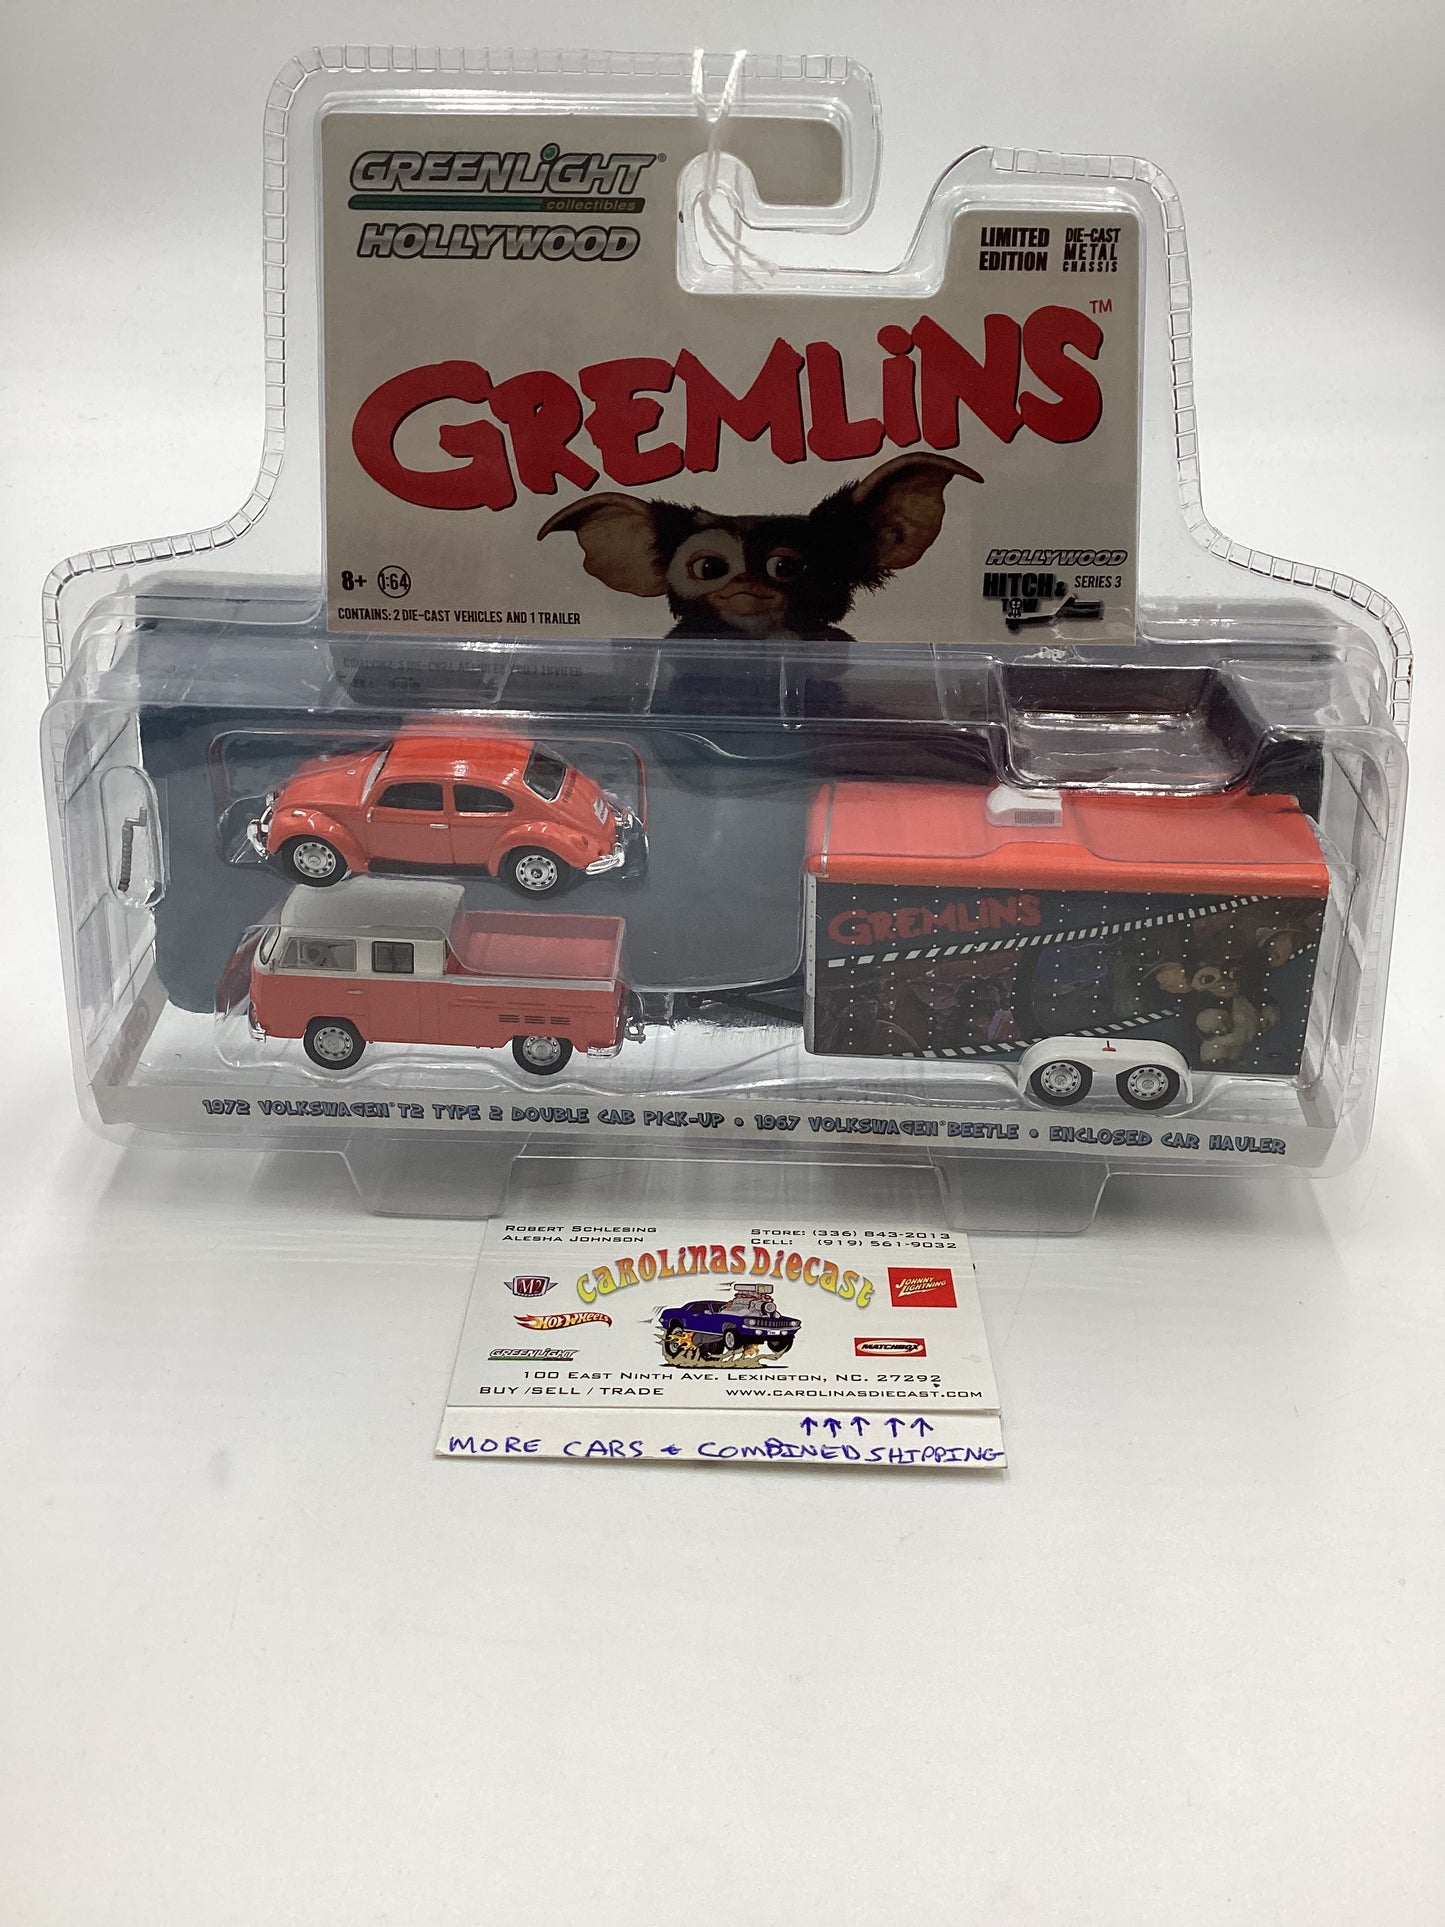 GREENLIGHT®
collectibles
HOLLYWOOD
LIMITED EDITION
DIE-CAST METAL CHASSIS
GREMLINS™
8+ 1:64
CONTAINS: 2 DIE-CAST VEHICLES AND 1 TRAILER
HOLLYWOOD
HITCH & TOW SERIES 3
GREMLINS
1972 VOLKSWAGEN® T2 TYPE 2 DOUBLE CAB PICK-UP • 1967 VOLKSWAGEN® BEETLE • ENCLOSED CAR HAULER
ROBERT SCHLESING
ALESHA JOHNSON
STORE: (336) 843-2013
CELL: (919) 561-9032
CAROLINAS DIECAST
M2
JOHNNY LIGHTNING
HOT WHEELS
GREENLIGHT
MATCHBOX
100 EAST NINTH AVE. LEXINGTON, NC. 27292
BUY / SELL / TRADE WWW.CAROLINASDIECAST.COM
↑↑↑ ↑↑
MORE CARS & COMBINED SHIPPING